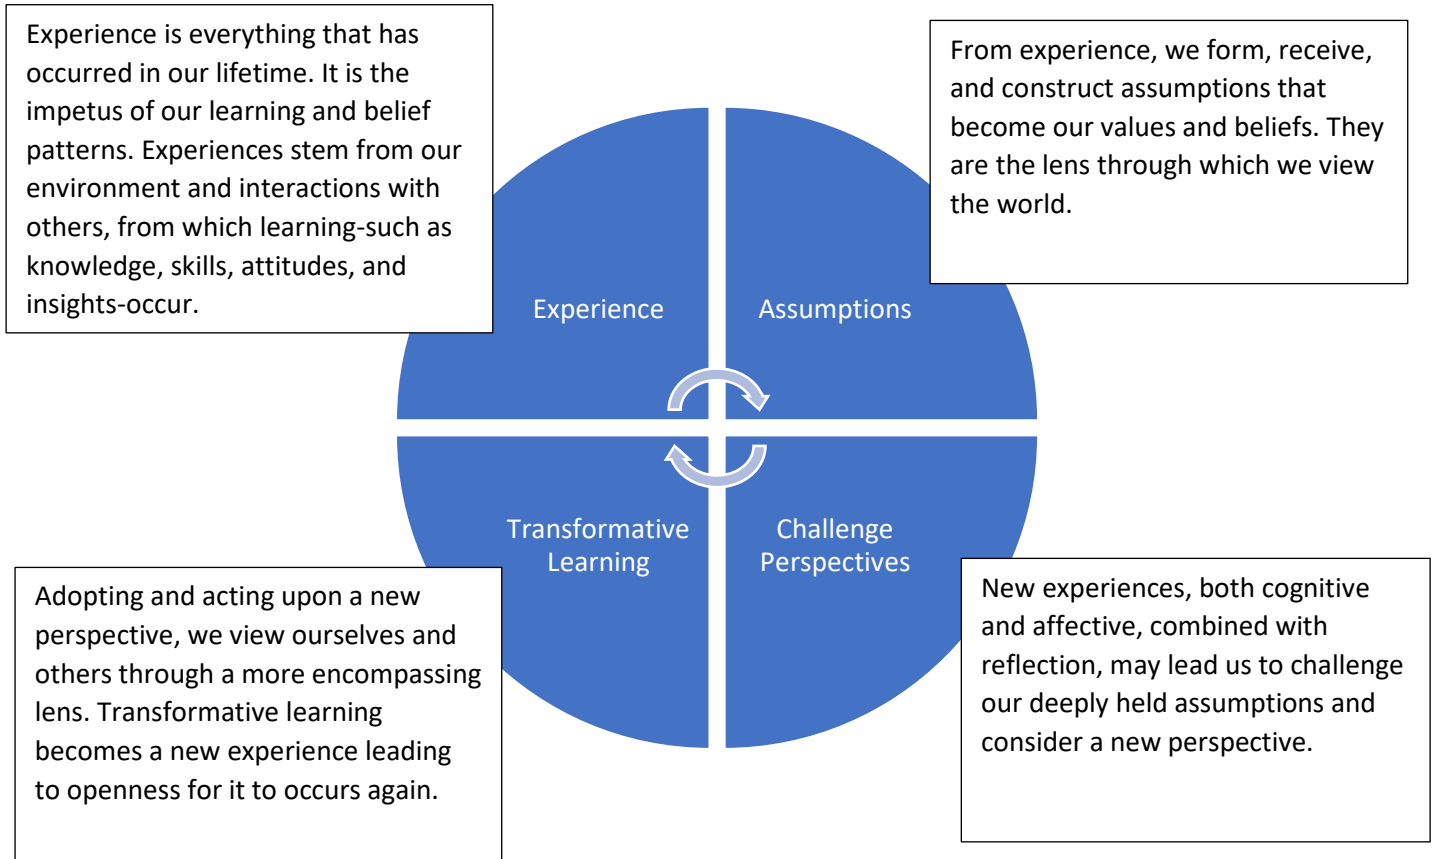 Experience is everything that has
occurred in our lifetime. It is the
impetus of our learning and belief
patterns. Experiences stem from our
environment and interactions with
others, from which learning-such as
knowledge, skills, attitudes, and
insights-occur.
From experience, we form, receive,
and construct assumptions that
become our values and beliefs. They
are the lens through which we view
the world.
Experience
Assumptions
Transformative
Learning
Challenge
Perspectives
Adopting and acting upon a new
perspective, we view ourselves and
others through a more encompassing
lens. Transformative learning
becomes a new experience leading
to openness for it to occurs again.
New experiences, both cognitive
and affective, combined with
reflection, may lead us to challenge
our deeply held assumptions and
consider a new perspective.